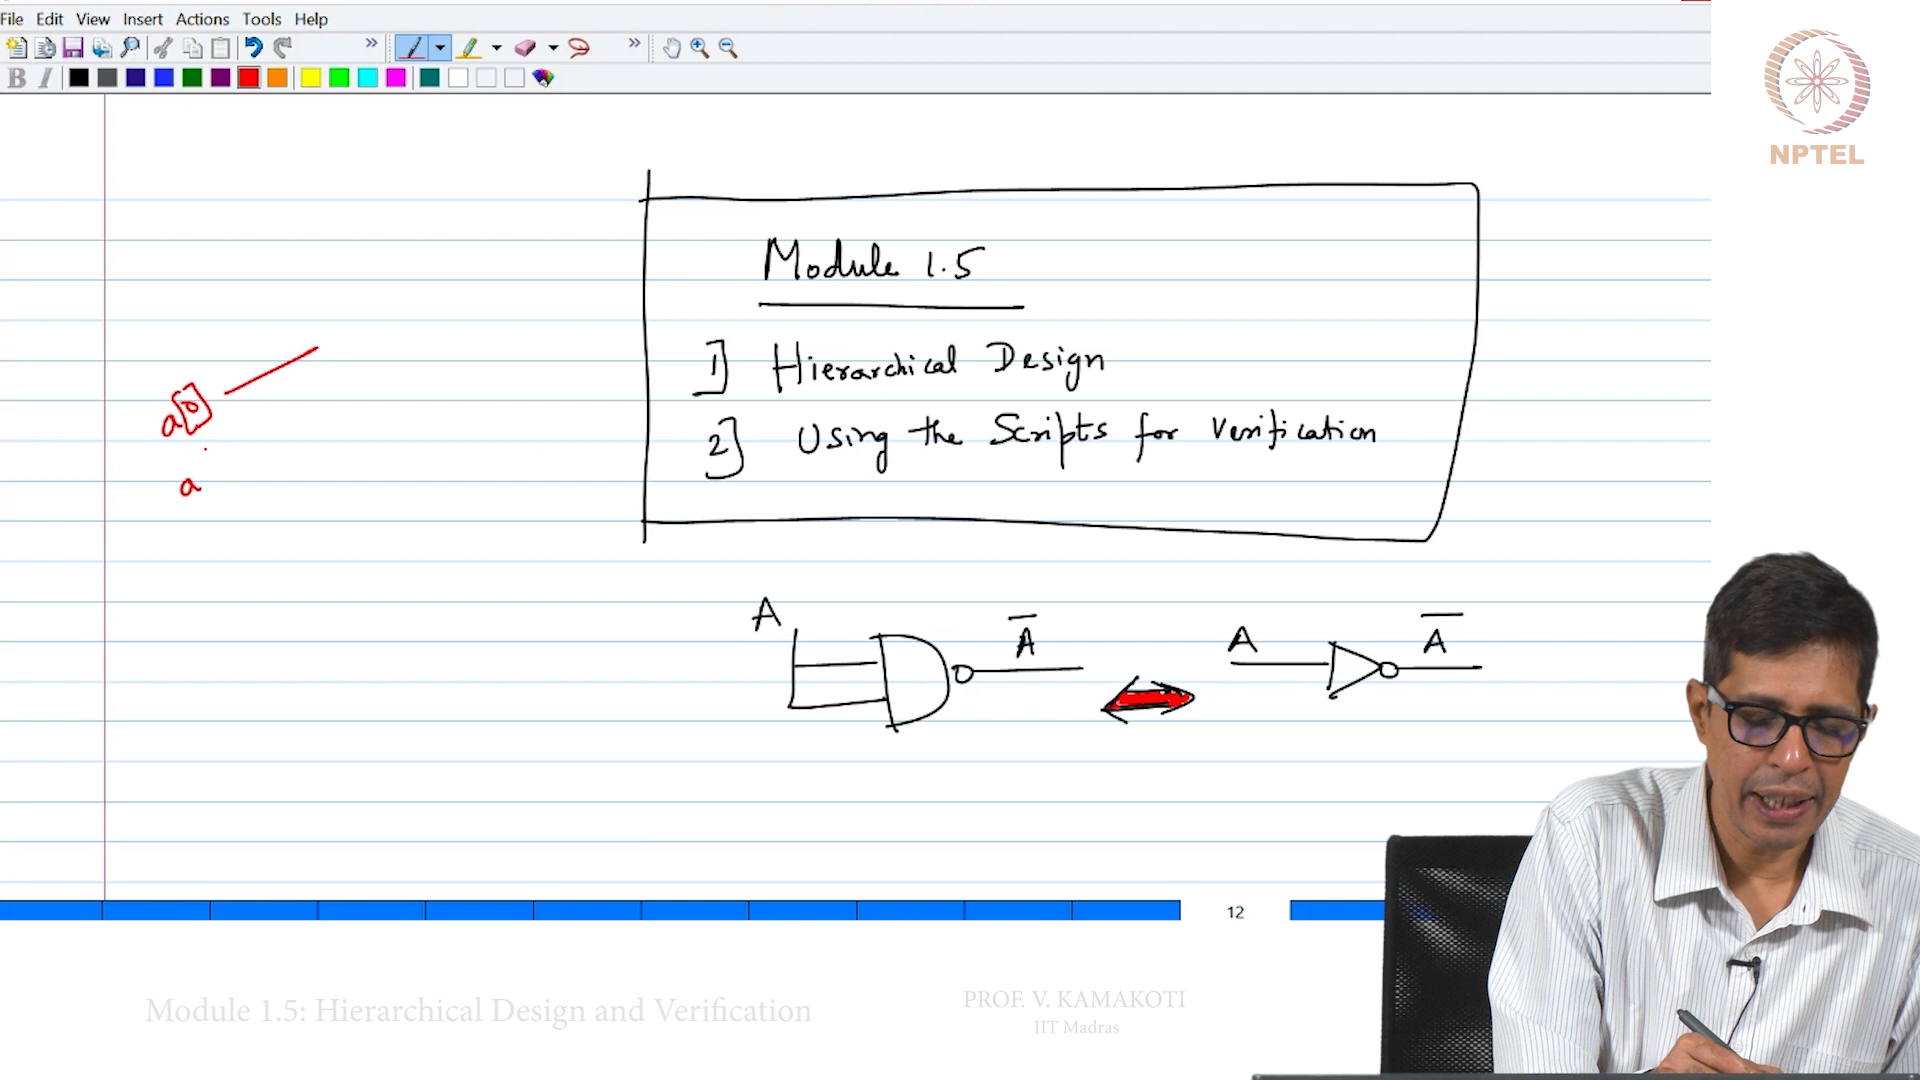 File Edit View Insert Actions Tools Help
B I
NPTEL
Module 1.5
1] Hierarchical Design
2] Using the Scripts for Verification
a[0]
a
A
A
A
A
12
Module 1.5: Hierarchical Design and Verification
PROF. V. KAMAKOTI
IIT Madras